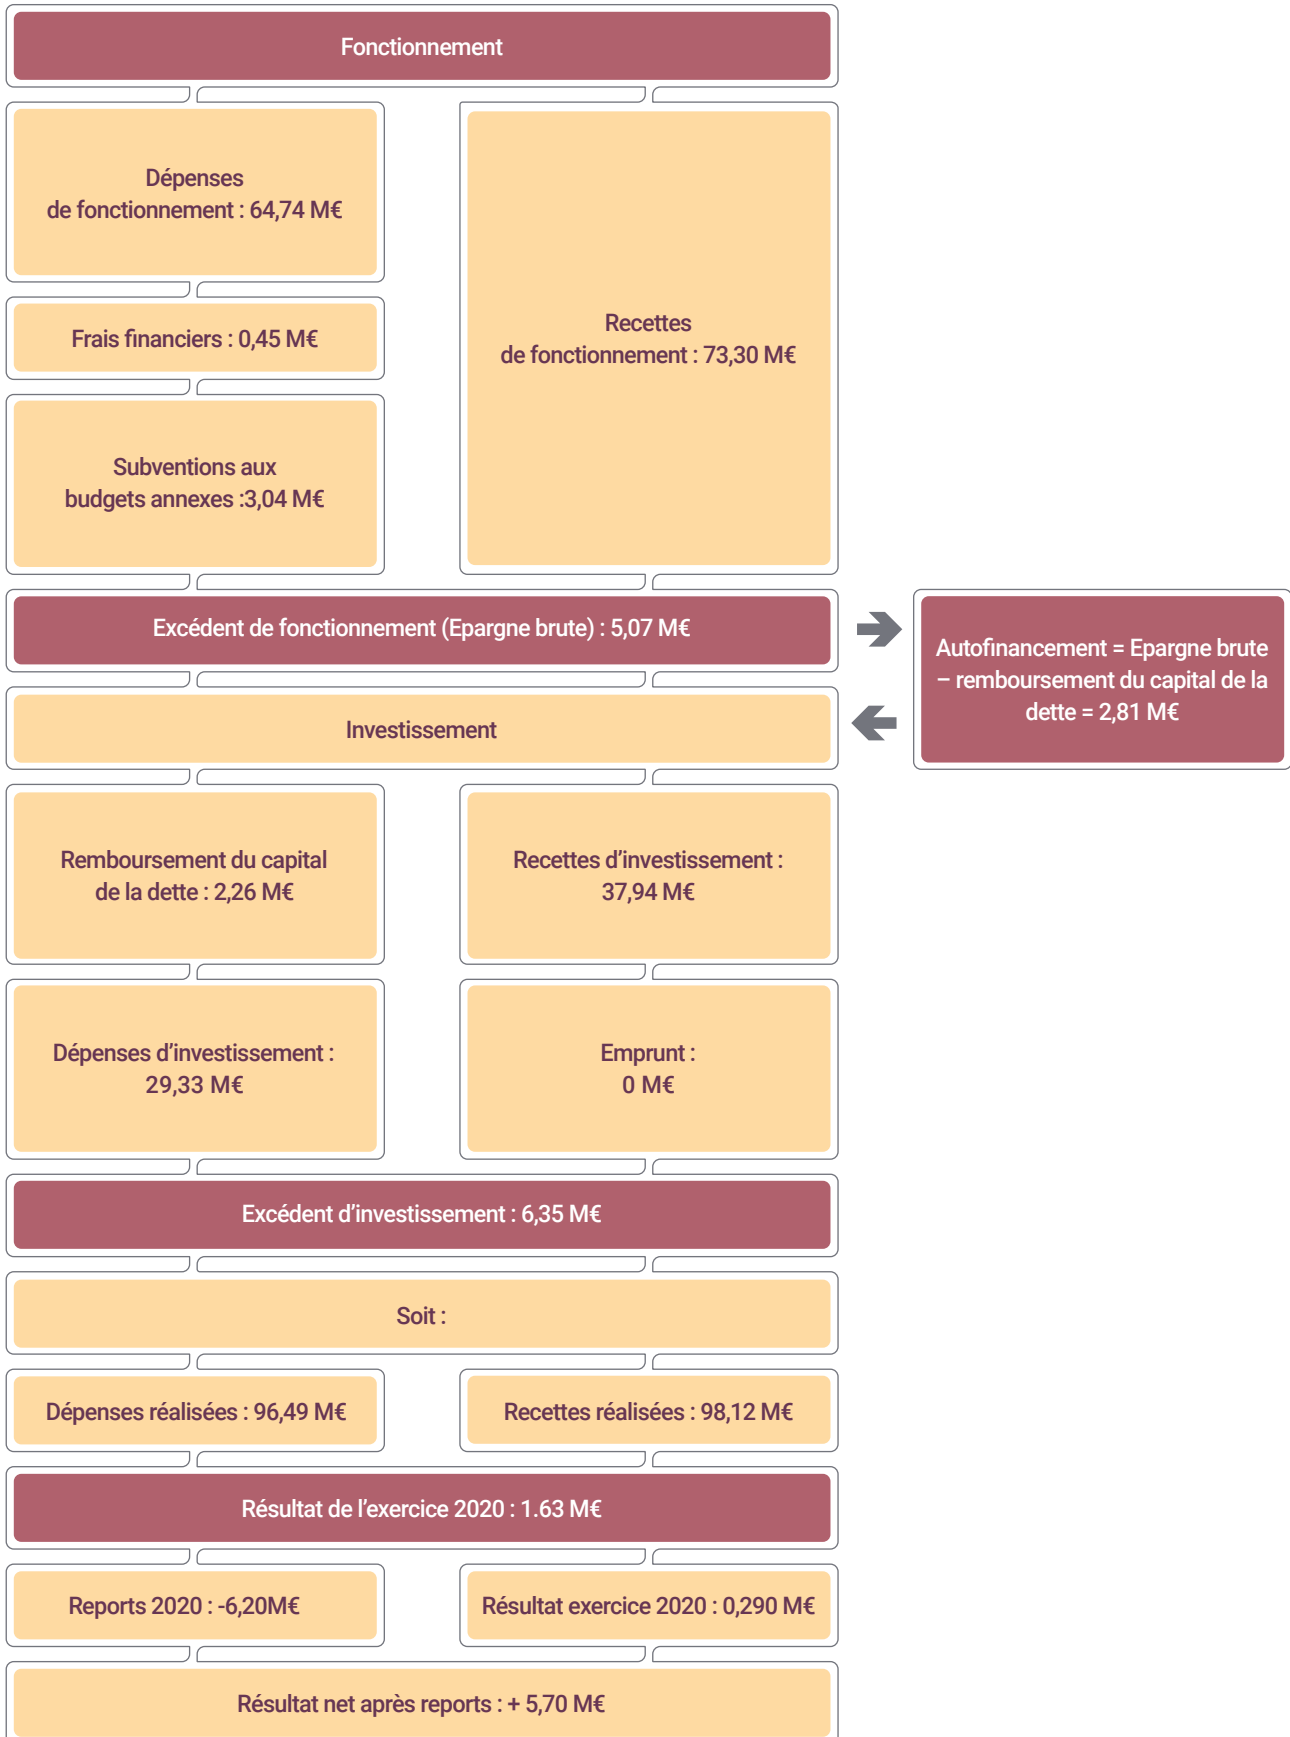 Fonctionnement
Dépenses
de fonctionnement : 64,74 M€
Frais financiers : 0,45 M€
Subventions aux
budgets annexes :3,04 M€
Recettes
de fonctionnement : 73,30 M€
Excédent de fonctionnement (Epargne brute) : 5,07 M€
Autofinancement = Epargne brute
– remboursement du capital de la
dette = 2,81 M€
Investissement
Remboursement du capital
de la dette : 2,26 M€
Recettes d’investissement :
37,94 M€
Dépenses d’investissement :
29,33 M€
Emprunt :
0 M€
Excédent d’investissement : 6,35 M€
Soit :
Dépenses réalisées : 96,49 M€
Recettes réalisées : 98,12 M€
Résultat de l’exercice 2020 : 1.63 M€
Reports 2020 : -6,20M€
Résultat exercice 2020 : 0,290 M€
Résultat net après reports : + 5,70 M€